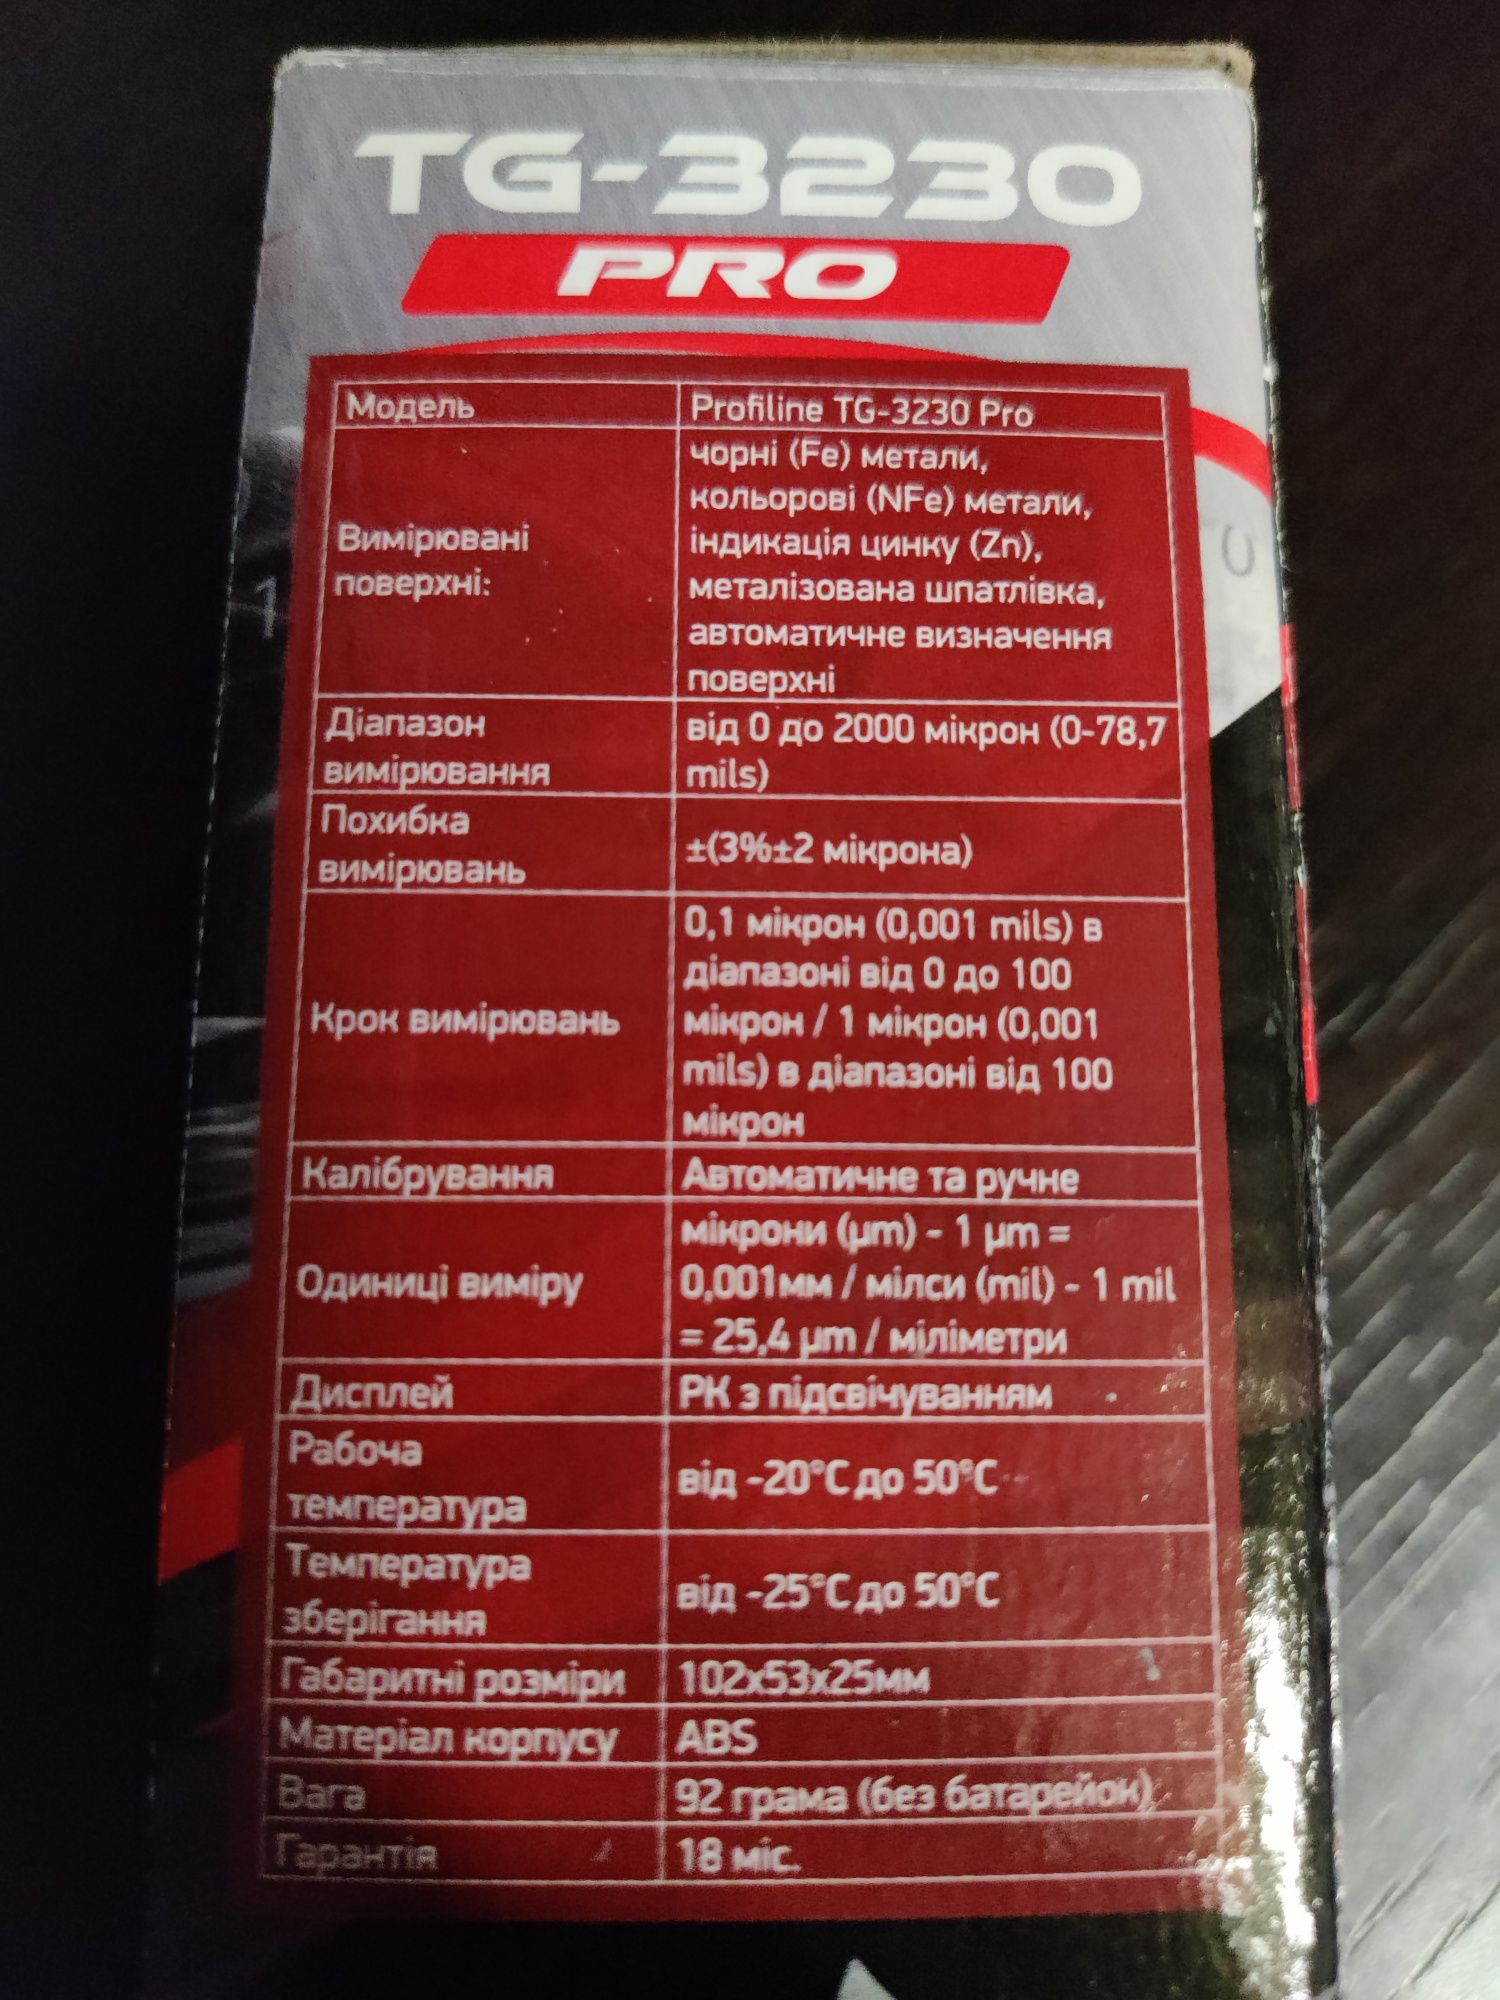 TG-3230
PRO
Модель
Profiline TG-3230 Pro
Вимірювані
поверхні:
чорні (Fe) метали,
кольорові (NFe) метали,
індикація цинку (Zn),
металізована шпатлівка,
автоматичне визначення
поверхні
Діапазон
вимірювання
від 0 до 2000 мікрон (0-78,7
mils)
Похибка
вимірювань
±(3%±2 мікрона)
Крок вимірювань
0,1 мікрон (0,001 mils) в
діапазоні від 0 до 100
мікрон / 1 мікрон (0,001
mils) в діапазоні від 100
мікрон
Калібрування
Автоматичне та ручне
Одиниці виміру
мікрони (μm) - 1 μm =
0,001мм / мілси (mil) - 1 mil
= 25,4 μm / міліметри
Дисплей
РК з підсвічуванням
Рабоча
температура
від -20°C до 50°C
Температура
зберігання
від -25°C до 50°C
Габаритні розміри
102x53x25мм
Матеріал корпусу
ABS
Вага
92 грама (без батарейок)
Гарантія
18 міс.